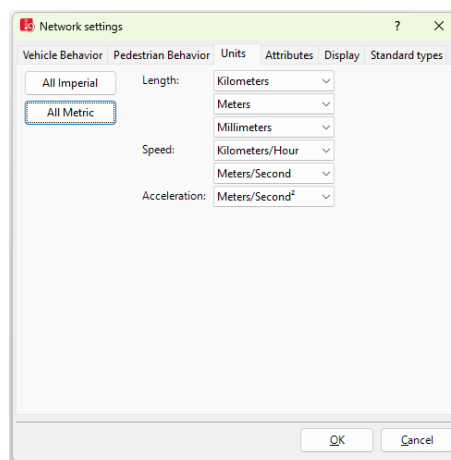 Network settings ? ✕
Vehicle Behavior Pedestrian Behavior Units Attributes Display Standard types
All Imperial Length: Kilometers
All Metric Meters
Millimeters
Speed: Kilometers/Hour
Meters/Second
Acceleration: Meters/Second²
OK Cancel